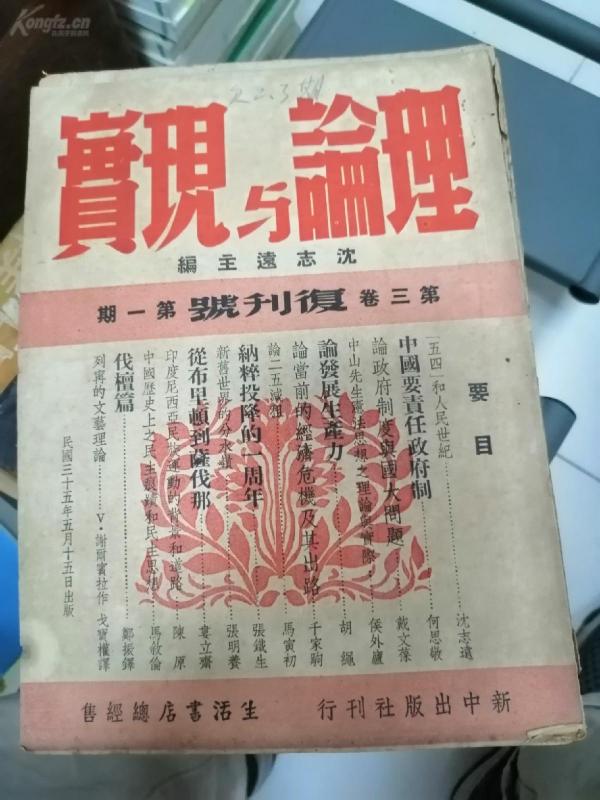 Kongfz.cn
理論与現實
沈志遠主編
第三卷 復刊號 第一期
要目
「五四」和人民世紀……沈志遠
中國要責任政府制……何思敬
論政府制度與國大問題……戴文葆
中山先生憲法思想之理論與實際……侯外廬
論發展生產力……胡繩
論當前的經濟危機及其出路……千家駒
論二五減租……馬寅初
納粹投降的一周年……張鐵生
新舊世界的分水嶺……張明養
從布里頓到薩伐那……婁立齋
印度尼西亞民族運動的背景和道路……陳原
中國歷史上之民主和民主思想……馬敘倫
伐檀篇……鄭振鐸
列寧的文藝理論……V·謝爾賓拉作 戈寶權譯
民國三十五年五月十五日出版
新中出版社刊行 生活書店總經售